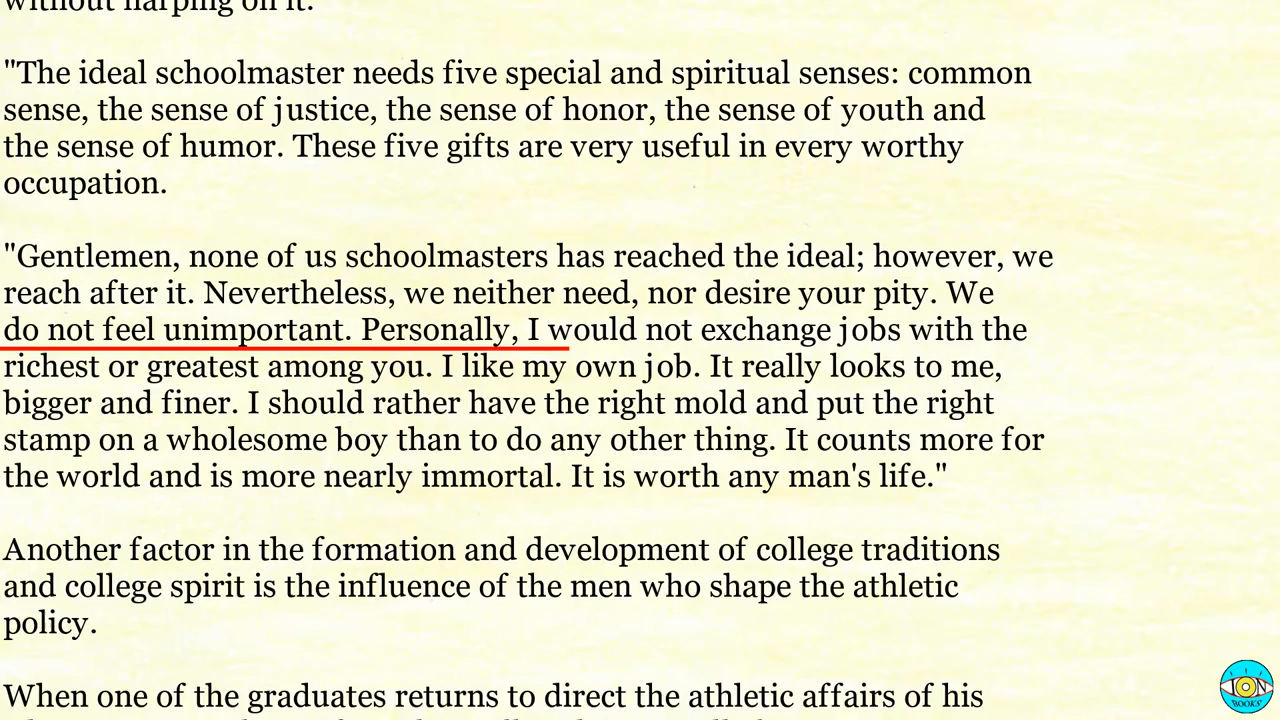 without harping on it.
"The ideal schoolmaster needs five special and spiritual senses: common
sense, the sense of justice, the sense of honor, the sense of youth and
the sense of humor. These five gifts are very useful in every worthy
occupation.
"Gentlemen, none of us schoolmasters has reached the ideal; however, we
reach after it. Nevertheless, we neither need, nor desire your pity. We
do not feel unimportant. Personally, I would not exchange jobs with the
richest or greatest among you. I like my own job. It really looks to me,
bigger and finer. I should rather have the right mold and put the right
stamp on a wholesome boy than to do any other thing. It counts more for
the world and is more nearly immortal. It is worth any man's life."
Another factor in the formation and development of college traditions
and college spirit is the influence of the men who shape the athletic
policy.
When one of the graduates returns to direct the athletic affairs of his
ION
BOOKS